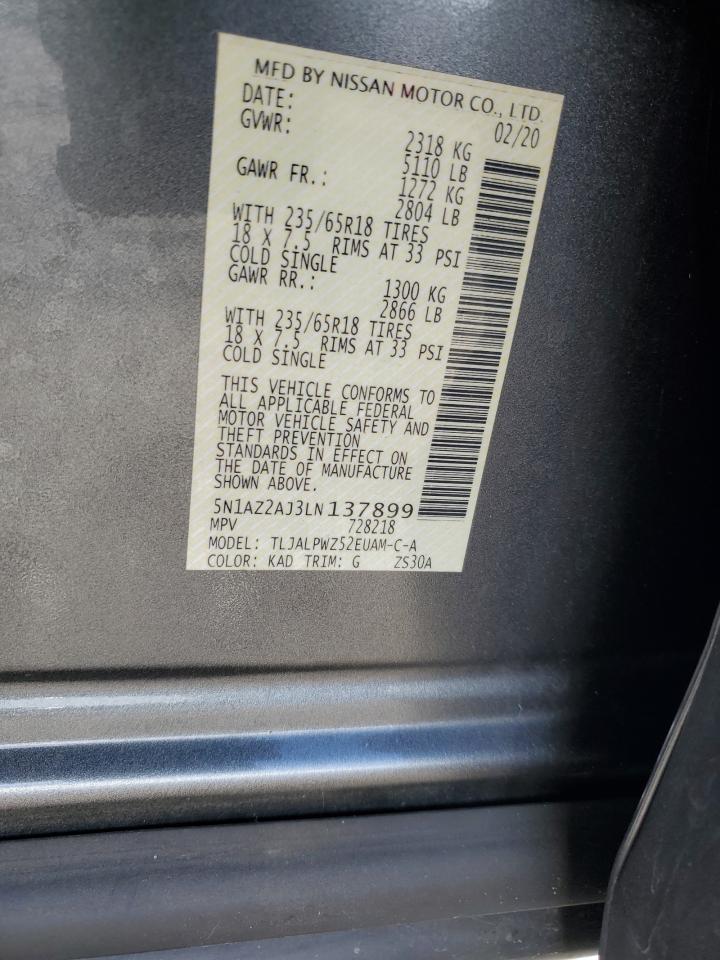 MFD BY NISSAN MOTOR CO., LTD.
DATE: 02/20
GVWR: 2318 KG
5110 LB
GAWR FR.: 1272 KG
2804 LB
WITH 235/65R18 TIRES
18 X 7.5 RIMS AT 33 PSI
COLD SINGLE
GAWR RR.: 1300 KG
2866 LB
WITH 235/65R18 TIRES
18 X 7.5 RIMS AT 33 PSI
COLD SINGLE
THIS VEHICLE CONFORMS TO
ALL APPLICABLE FEDERAL
MOTOR VEHICLE SAFETY AND
THEFT PREVENTION
STANDARDS IN EFFECT ON
THE DATE OF MANUFACTURE
SHOWN ABOVE.
5N1AZ2AJ3LN137899
MPV 728218
MODEL: TLJALPWZ52EUAM-C-A
COLOR: KAD TRIM: G ZS30A